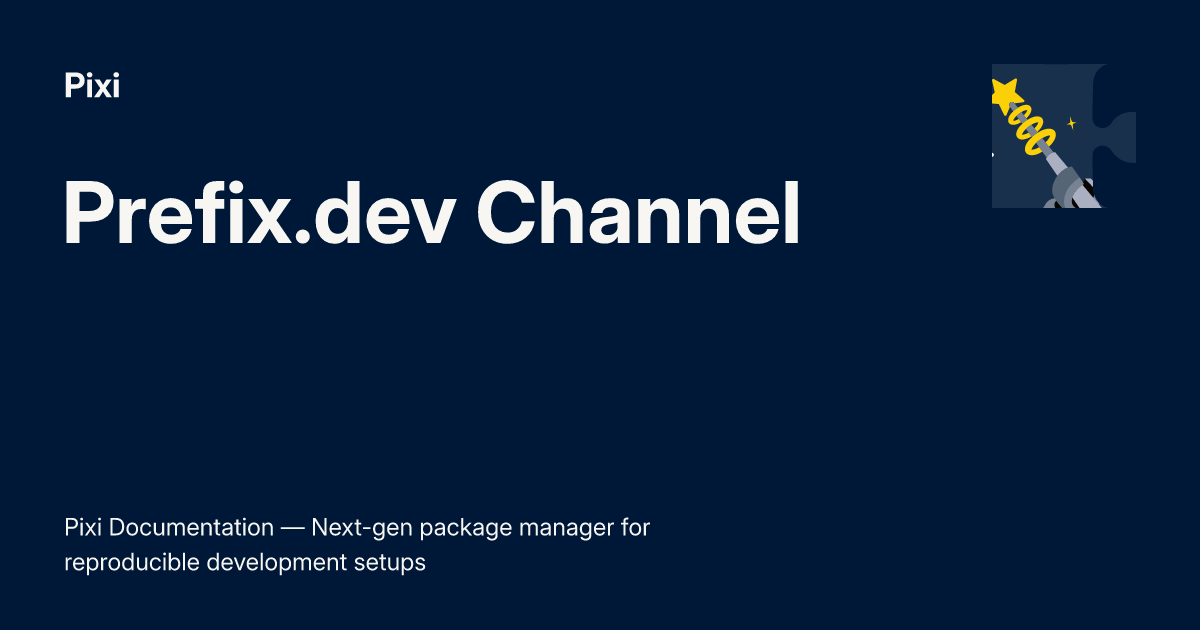 Pixi
Prefix.dev Channel
Pixi Documentation — Next-gen package manager for
reproducible development setups